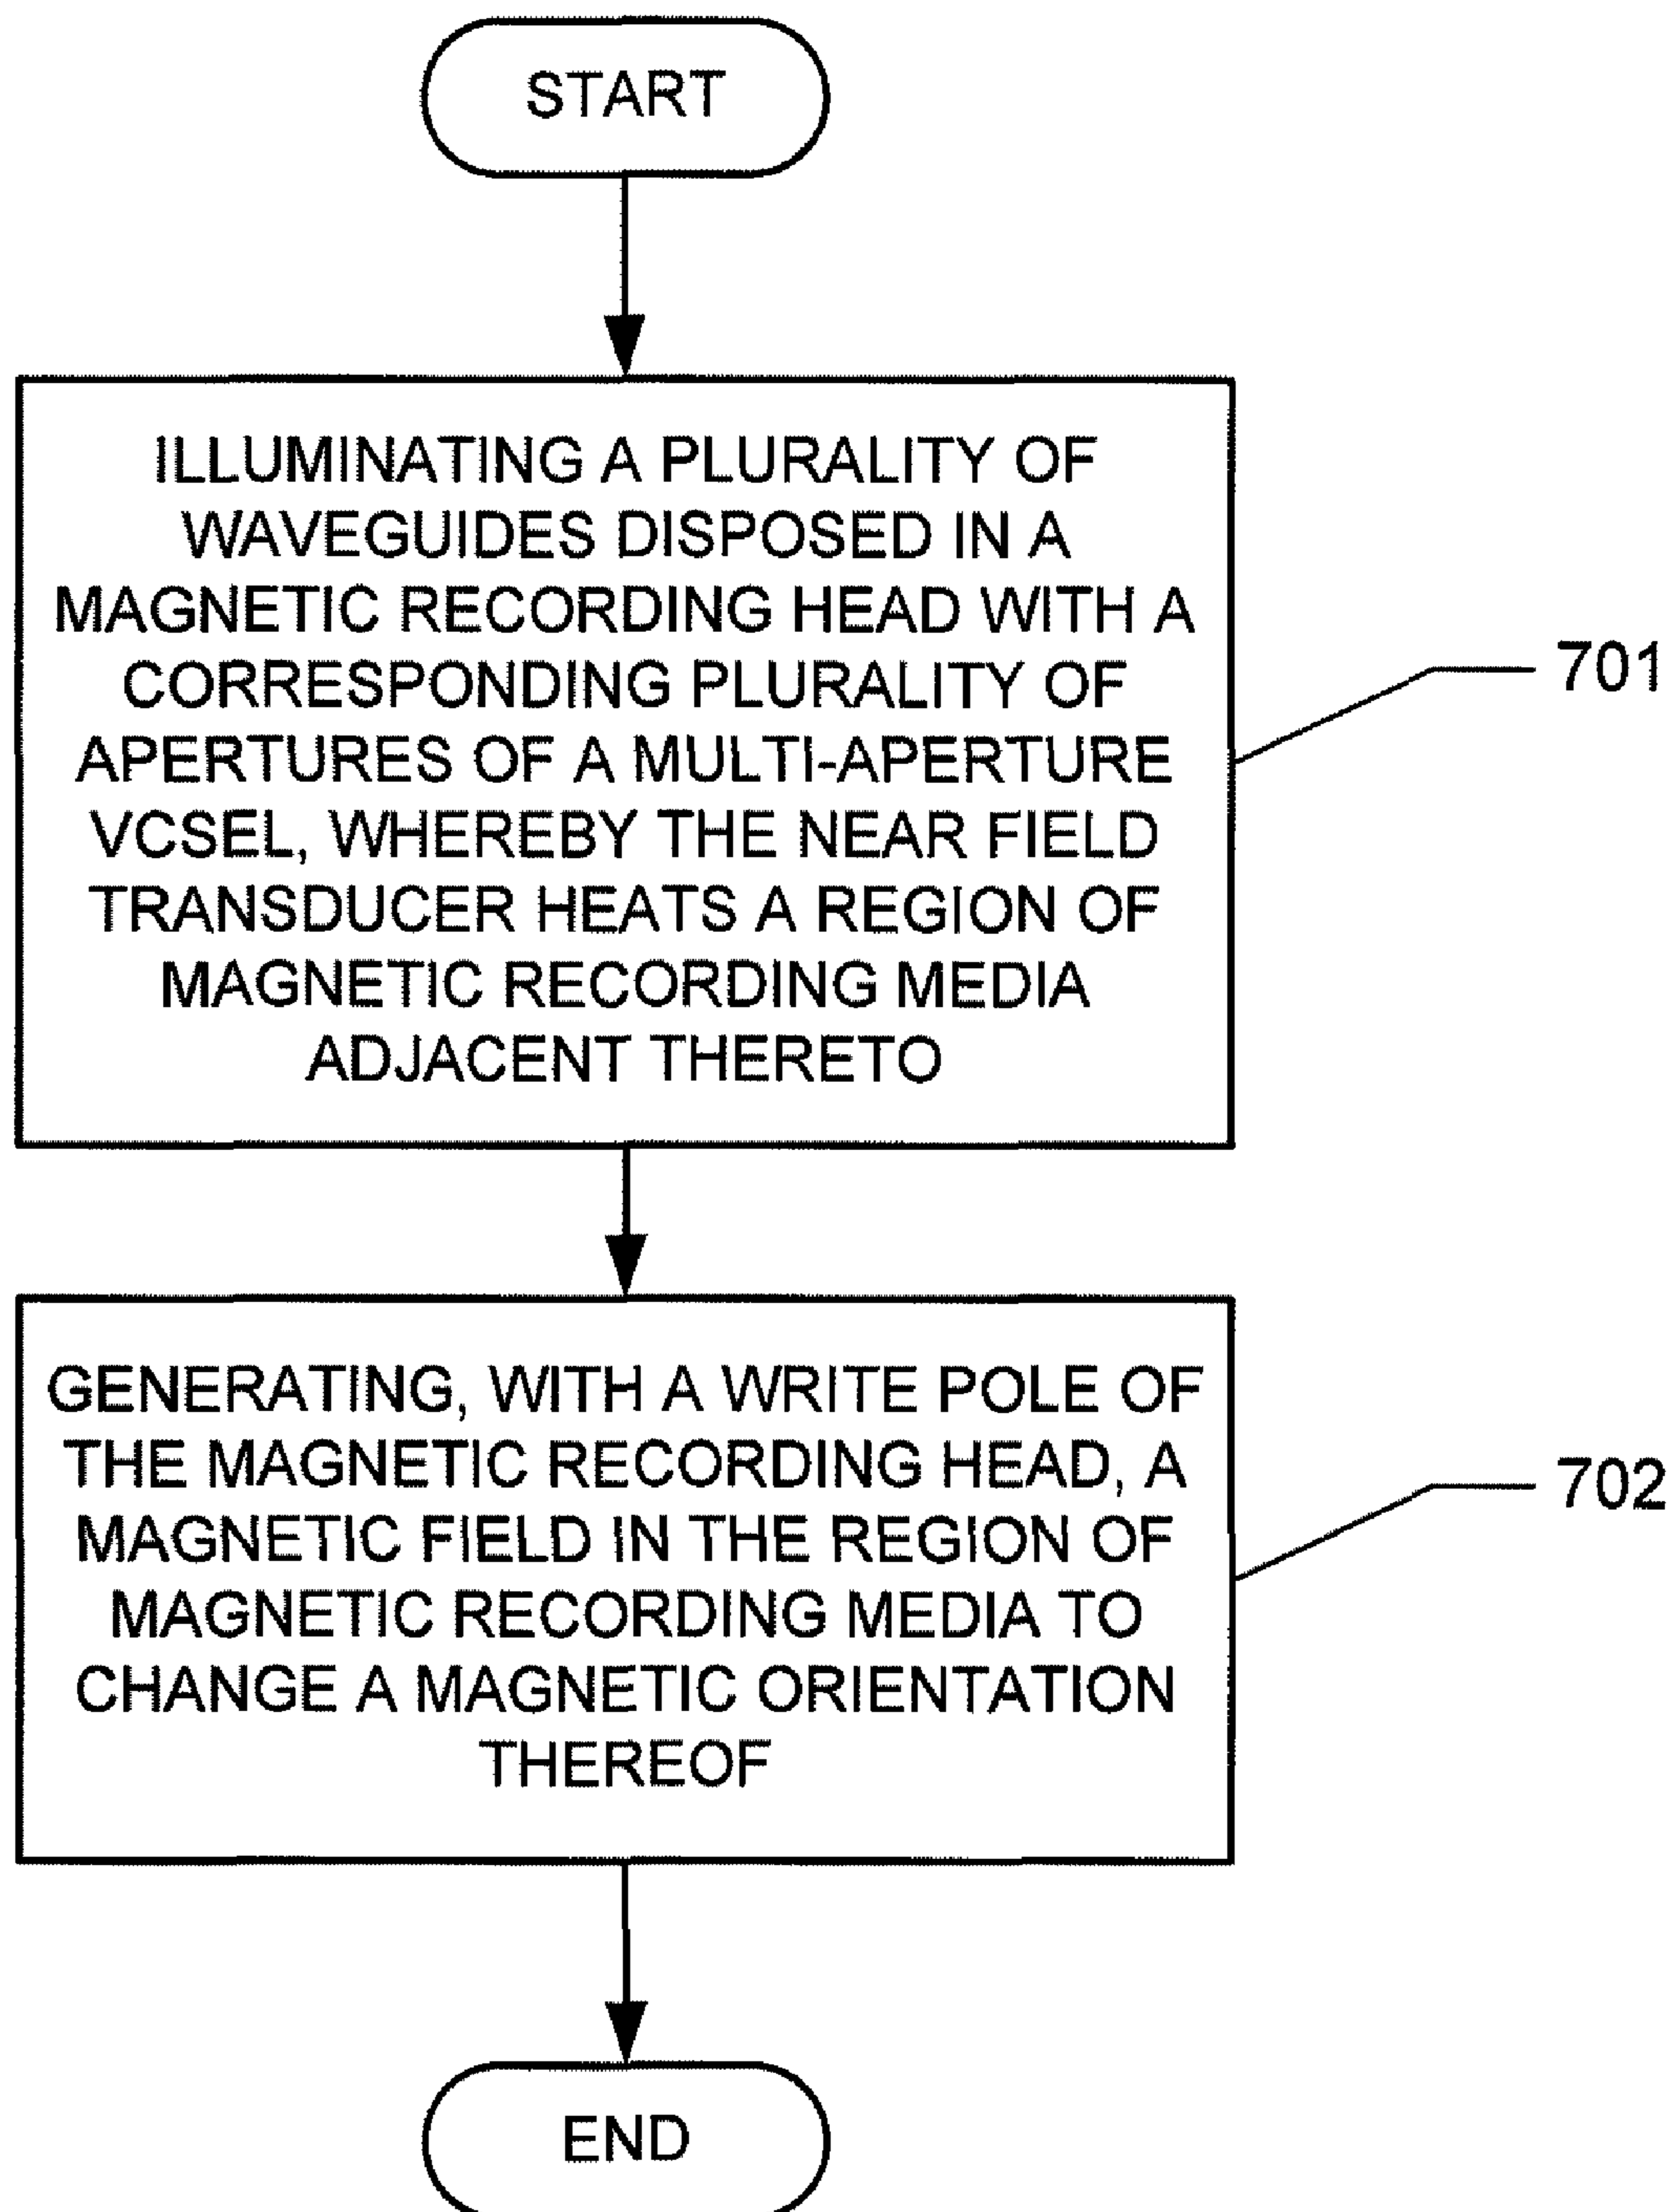 START
ILLUMINATING A PLURALITY OF
WAVEGUIDES DISPOSED IN A
MAGNETIC RECORDING HEAD WITH A
CORRESPONDING PLURALITY OF
APERTURES OF A MULTI-APERTURE
VCSEL, WHEREBY THE NEAR FIELD
TRANSDUCER HEATS A REGION OF
MAGNETIC RECORDING MEDIA
ADJACENT THERETO
701
GENERATING, WITH A WRITE POLE OF
THE MAGNETIC RECORDING HEAD, A
MAGNETIC FIELD IN THE REGION OF
MAGNETIC RECORDING MEDIA TO
CHANGE A MAGNETIC ORIENTATION
THEREOF
702
END